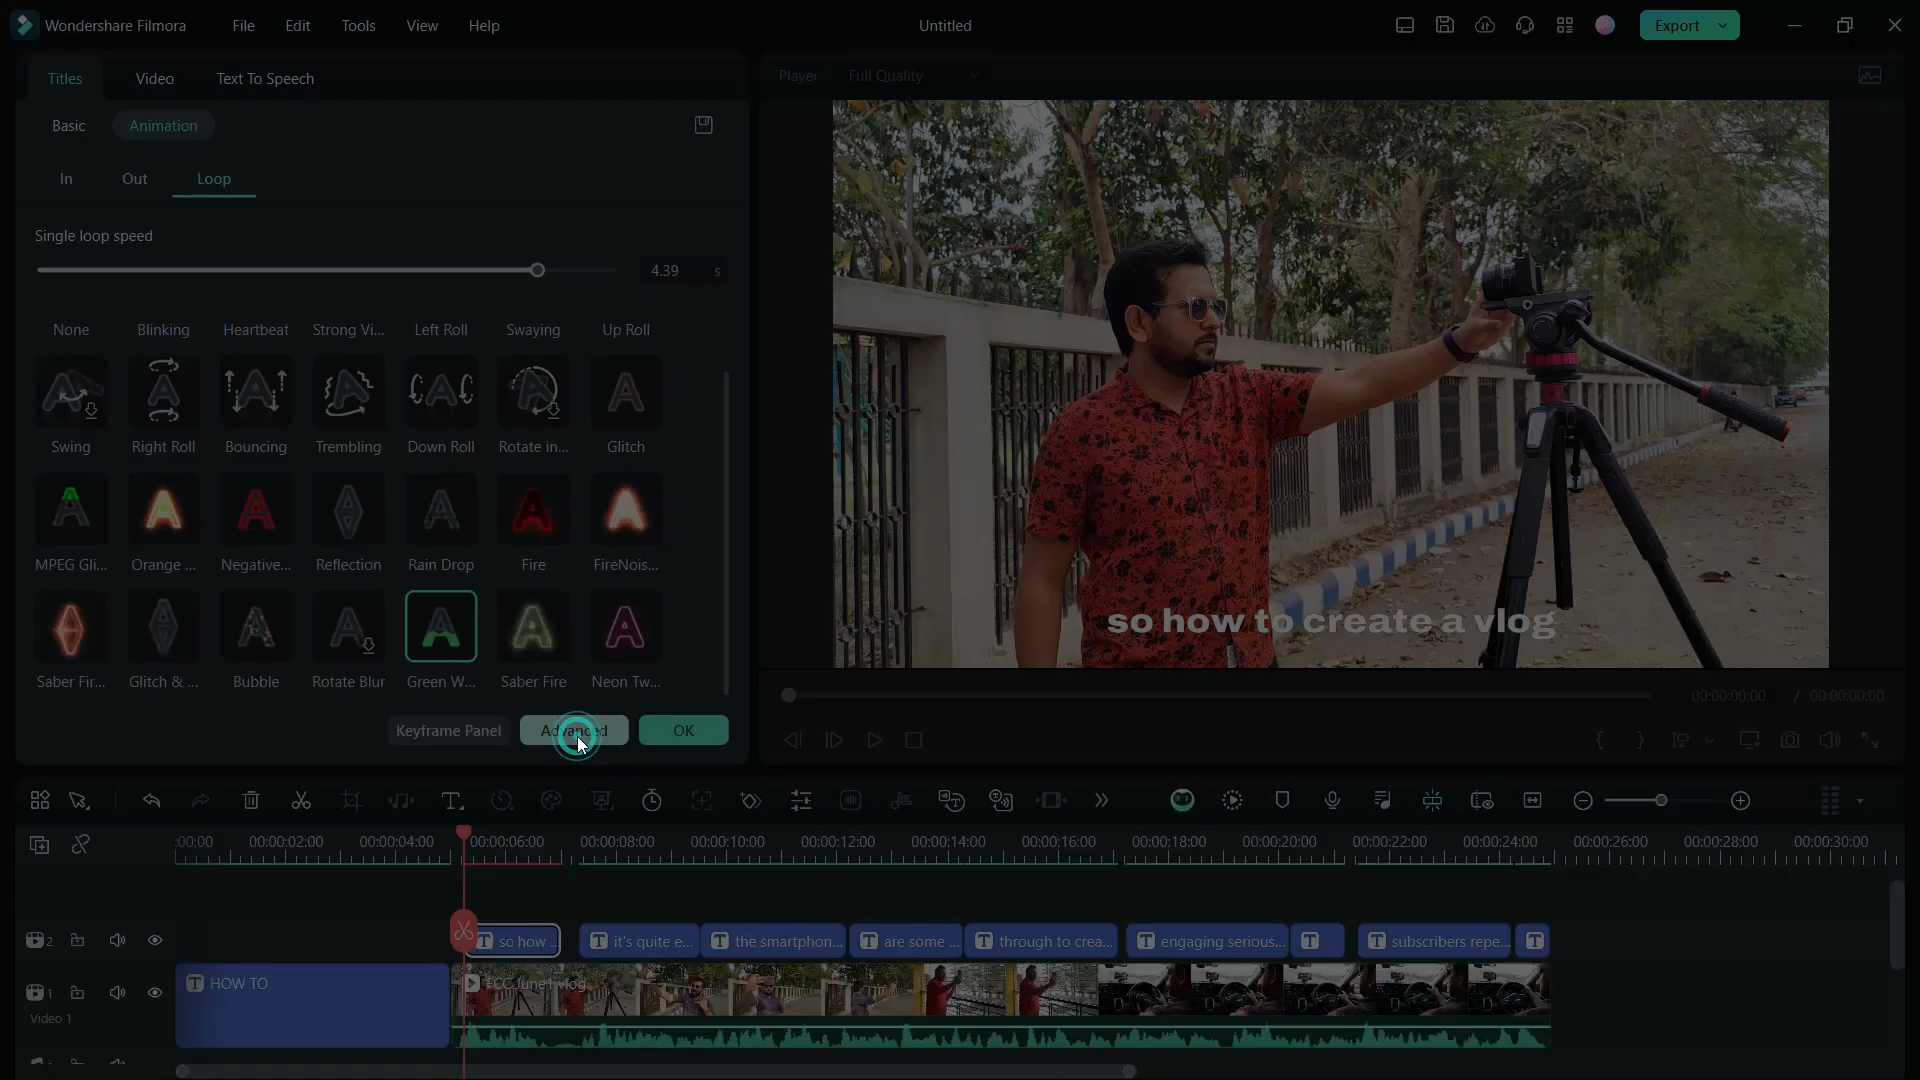 Wondershare Filmora File Edit Tools View Help Untitled Export
Titles Video Text To Speech
Player Full Quality
Basic Animation
In Out Loop
Single loop speed
4.39 s
None Blinking Heartbeat Strong Vi... Left Roll Swaying Up Roll
Swing Right Roll Bouncing Trembling Down Roll Rotate in... Glitch
MPEG Gli... Orange ... Negative... Reflection Rain Drop Fire FireNois...
Saber Fir... Glitch & ... Bubble Rotate Blur Green W... Saber Fire Neon Tw...
Keyframe Panel Advanced OK
so how to create a vlog
00:00:00:00 / 00:00:00:00
:00:00 00:00:02:00 00:00:04:00 00:00:06:00 00:00:08:00 00:00:10:00 00:00:12:00 00:00:14:00 00:00:16:00 00:00:18:00 00:00:20:00 00:00:22:00 00:00:24:00 00:00:26:00 00:00:28:00 00:00:30:00
2 so how ... it's quite e... the smartphon... are some ... through to crea... engaging serious... subscribers repe...
HOW TO CC June1 vlog
1
Video 1